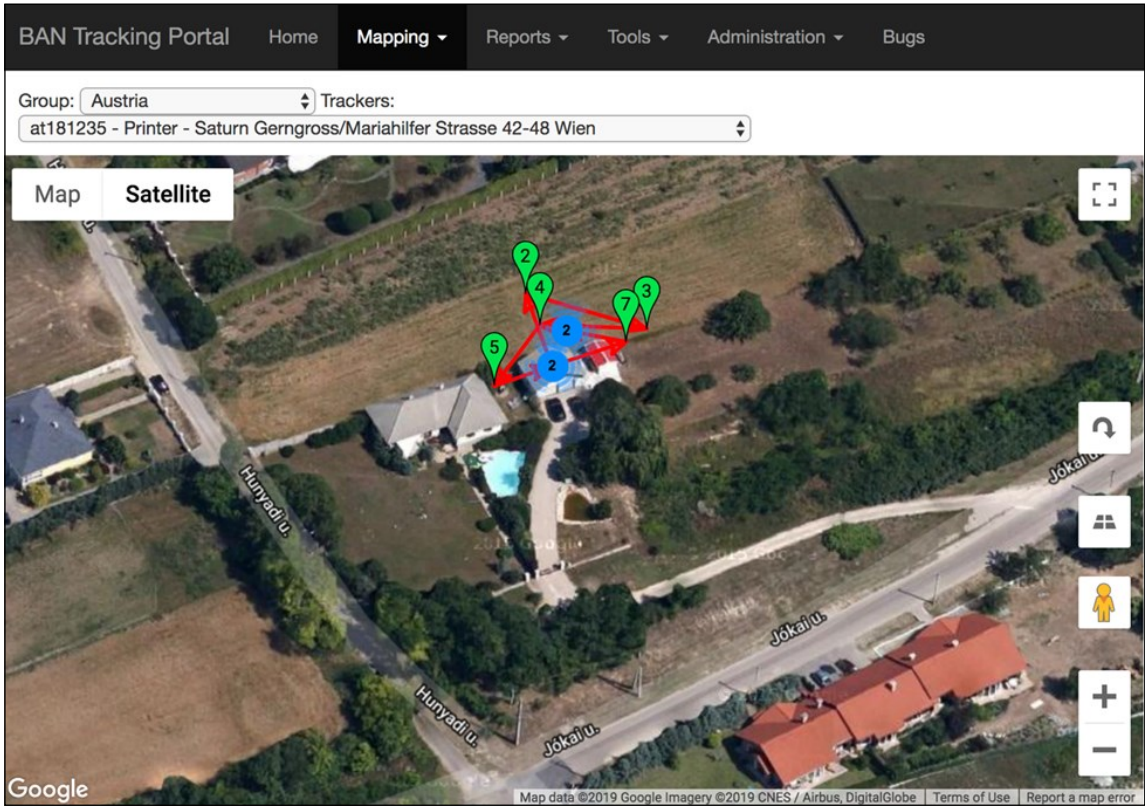 BAN Tracking Portal Home Mapping Reports Tools Administration Bugs
Group: Austria Trackers:
at181235 - Printer - Saturn Gerngross/Mariahilfer Strasse 42-48 Wien
Map Satellite
u.
2
4
7
3
2
5
2
Jókai u.
Hunyadi u.
Jókai u.
Hunyadi u.
Jókai u.
Google
Map data ©2019 Google Imagery ©2019 CNES / Airbus, DigitalGlobe Terms of Use Report a map error